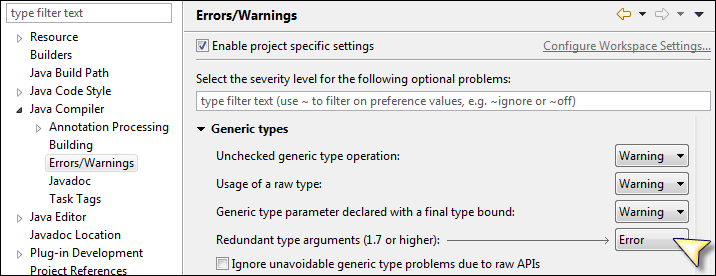 type filter text
Resource
Builders
Java Build Path
Java Code Style
Java Compiler
Annotation Processing
Building
Errors/Warnings
Javadoc
Task Tags
Java Editor
Javadoc Location
Plug-in Development
Project References
Errors/Warnings
Enable project specific settings
Configure Workspace Settings...
Select the severity level for the following optional problems:
type filter text (use ~ to filter on preference values, e.g. ~ignore or ~off)
Generic types
Unchecked generic type operation: Warning
Usage of a raw type: Warning
Generic type parameter declared with a final type bound: Warning
Redundant type arguments (1.7 or higher): Error
Ignore unavoidable generic type problems due to raw APIs